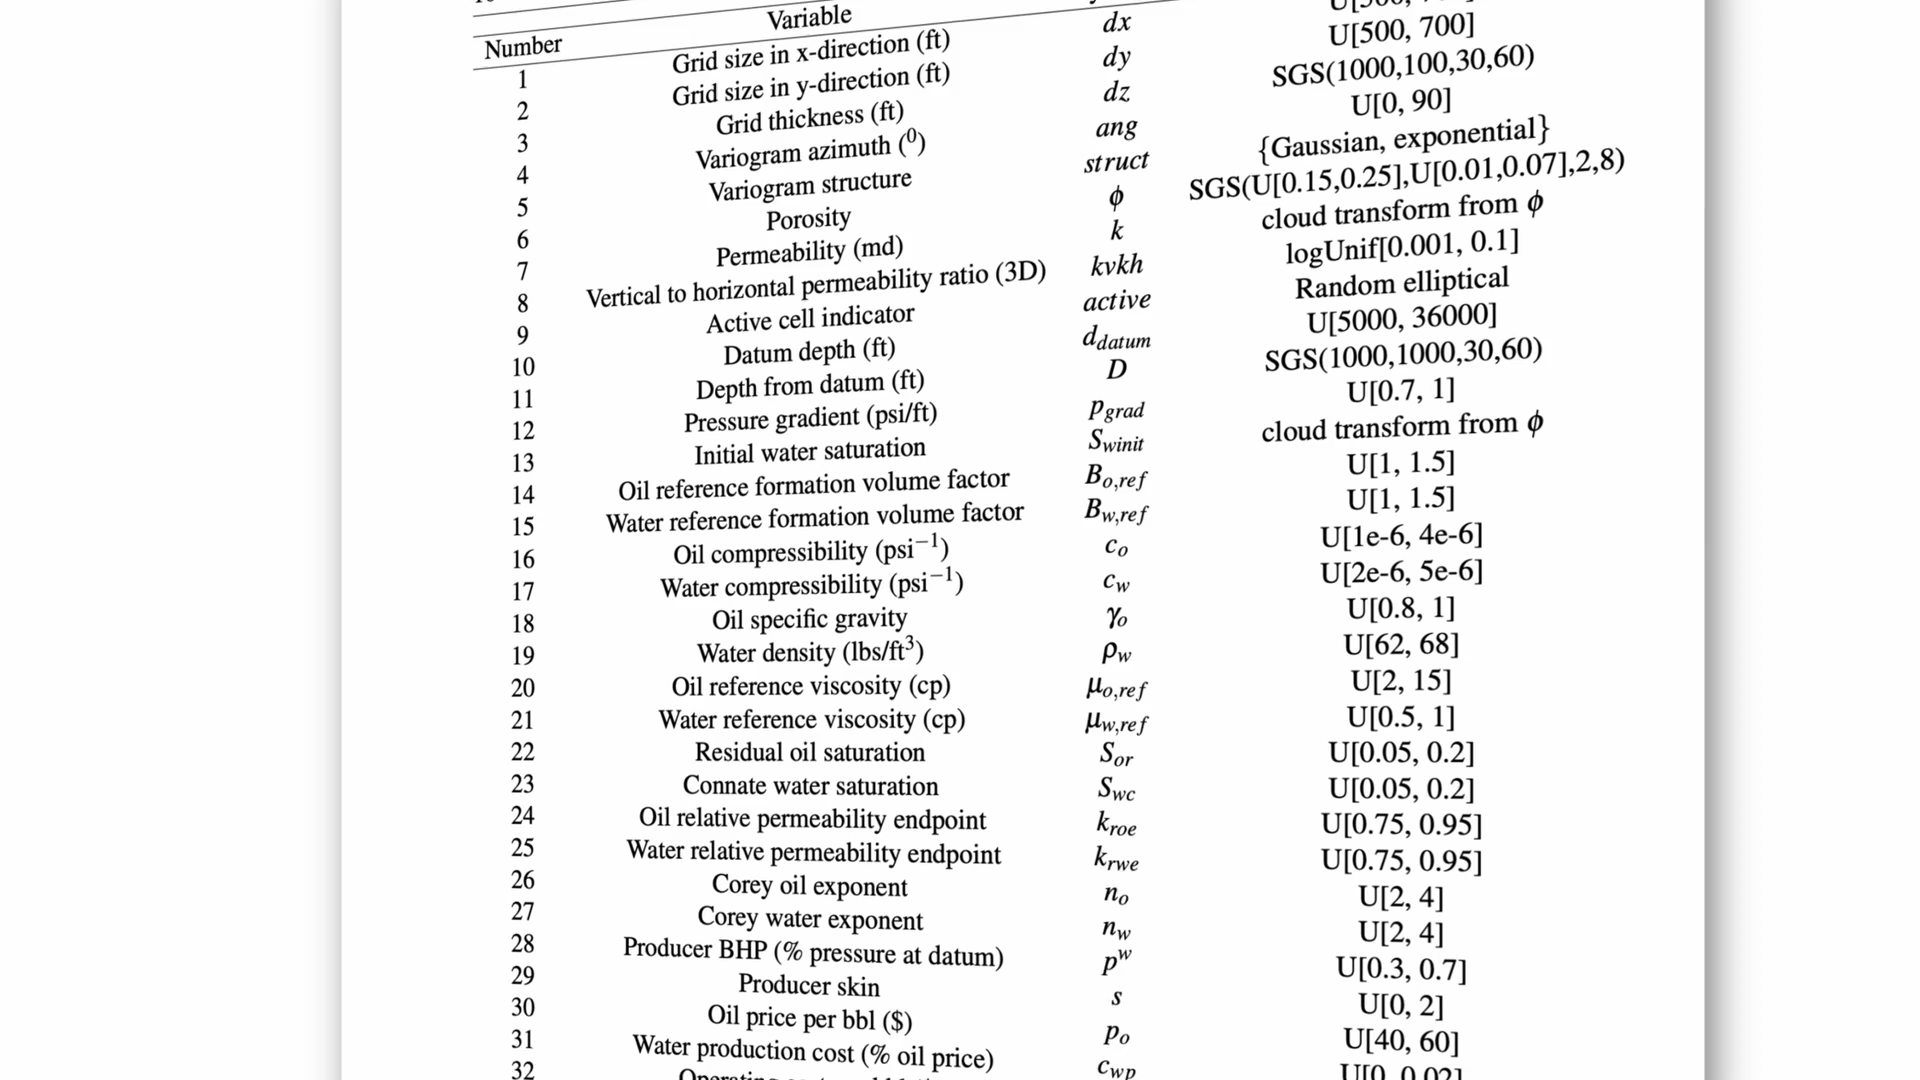 Number Variable
1 Grid size in x-direction (ft) dx
2 Grid size in y-direction (ft) dy U[500, 700]
3 Grid thickness (ft) dz SGS(1000,100,30,60)
4 Variogram azimuth (⁰) ang U[0, 90]
5 Variogram structure struct {Gaussian, exponential}
6 Porosity ϕ SGS(U[0.15,0.25],U[0.01,0.07],2,8)
7 Permeability (md) k cloud transform from ϕ
8 Vertical to horizontal permeability ratio (3D) kvkh logUnif[0.001, 0.1]
9 Active cell indicator active Random elliptical
10 Datum depth (ft) d_datum U[5000, 36000]
11 Depth from datum (ft) D SGS(1000,1000,30,60)
12 Pressure gradient (psi/ft) p_grad U[0.7, 1]
13 Initial water saturation S_winit cloud transform from ϕ
14 Oil reference formation volume factor B_o,ref U[1, 1.5]
15 Water reference formation volume factor B_w,ref U[1, 1.5]
16 Oil compressibility (psi⁻¹) c_o U[1e-6, 4e-6]
17 Water compressibility (psi⁻¹) c_w U[2e-6, 5e-6]
18 Oil specific gravity γ_o U[0.8, 1]
19 Water density (lbs/ft³) ρ_w U[62, 68]
20 Oil reference viscosity (cp) μ_o,ref U[2, 15]
21 Water reference viscosity (cp) μ_w,ref U[0.5, 1]
22 Residual oil saturation S_or U[0.05, 0.2]
23 Connate water saturation S_wc U[0.05, 0.2]
24 Oil relative permeability endpoint k_roe U[0.75, 0.95]
25 Water relative permeability endpoint k_rwe U[0.75, 0.95]
26 Corey oil exponent n_o U[2, 4]
27 Corey water exponent n_w U[2, 4]
28 Producer BHP (% pressure at datum) p^w U[0.3, 0.7]
29 Producer skin s U[0, 2]
30 Oil price per bbl ($) p_o U[40, 60]
31 Water production cost (% oil price) c_wp U[0, 0.02]
32